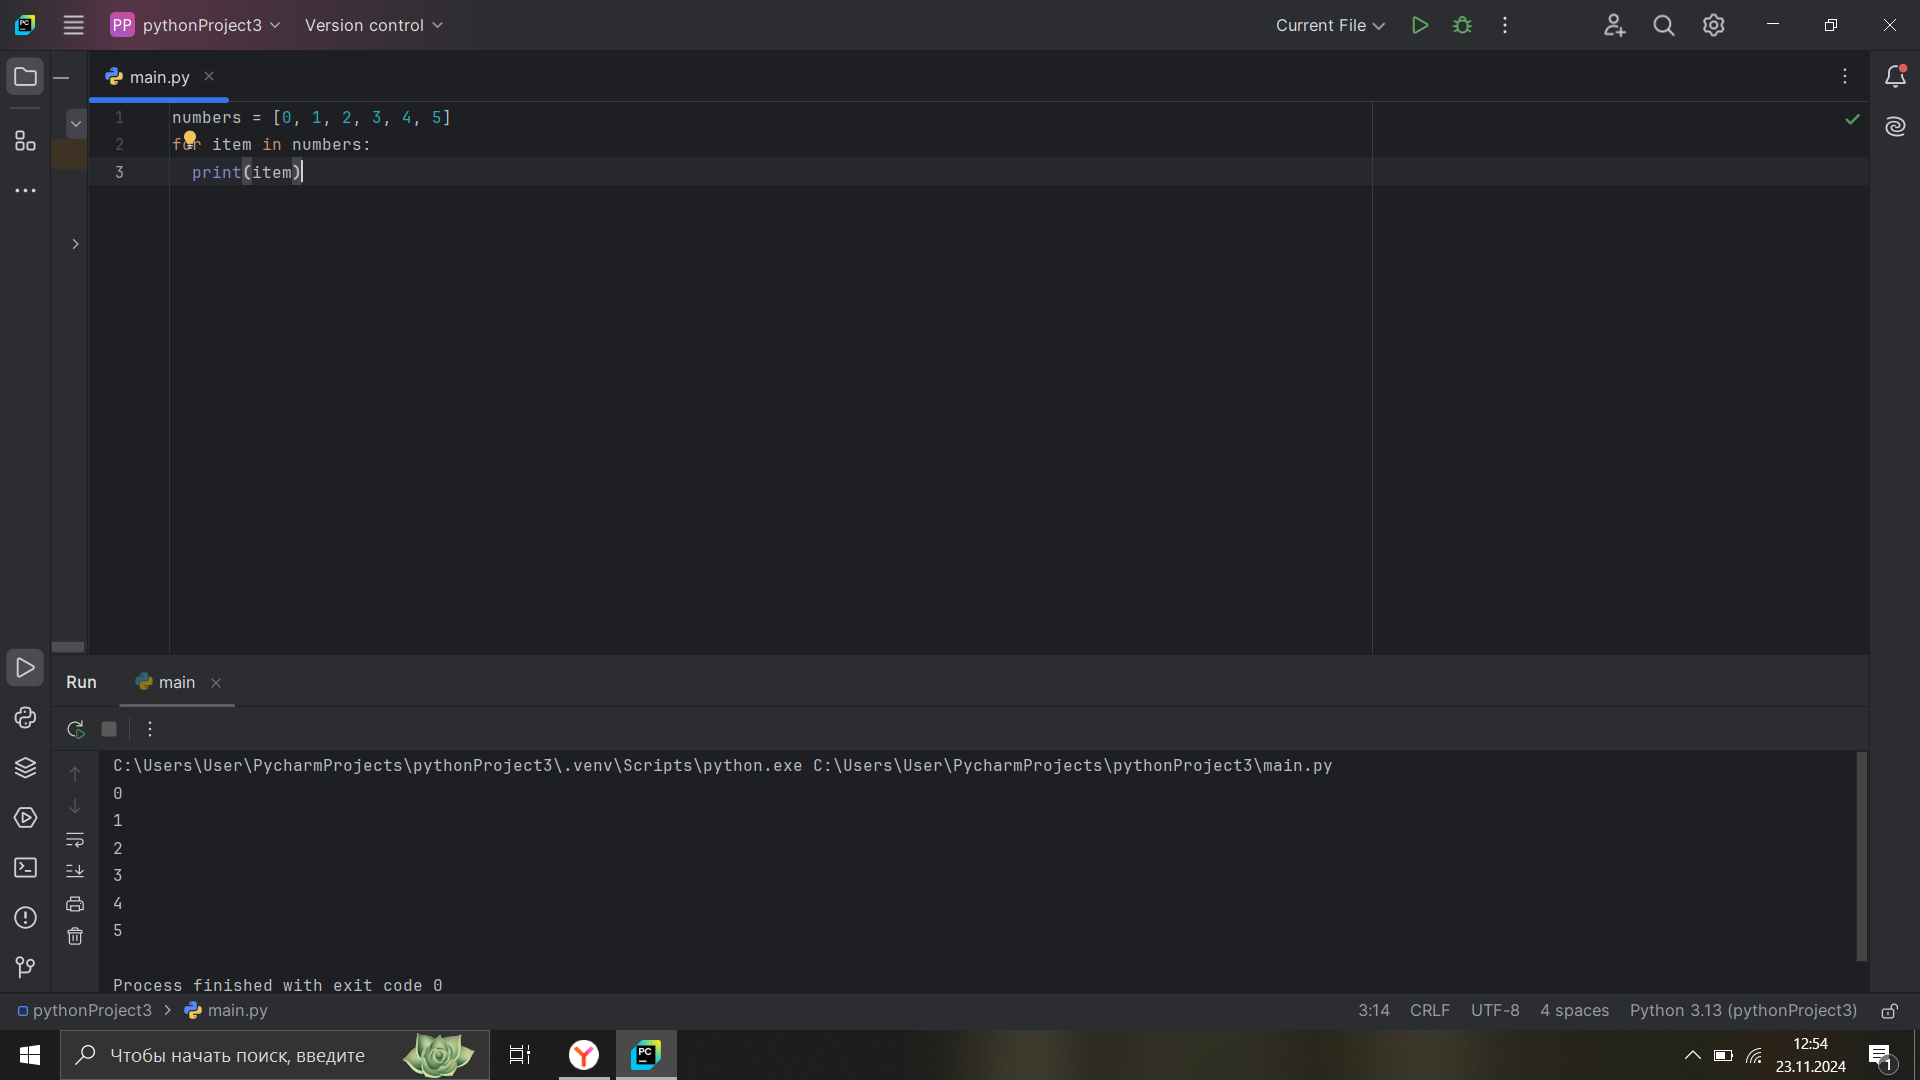 PC
PP pythonProject3 Version control Current File
main.py
1 numbers = [0, 1, 2, 3, 4, 5]
2 for item in numbers:
3 print(item)
Run main
C:\Users\User\PycharmProjects\pythonProject3\.venv\Scripts\python.exe C:\Users\User\PycharmProjects\pythonProject3\main.py
0
1
2
3
4
5
Process finished with exit code 0
pythonProject3 > main.py 3:14 CRLF UTF-8 4 spaces Python 3.13 (pythonProject3)
Чтобы начать поиск, введите Y PC 12:54
23.11.2024 1